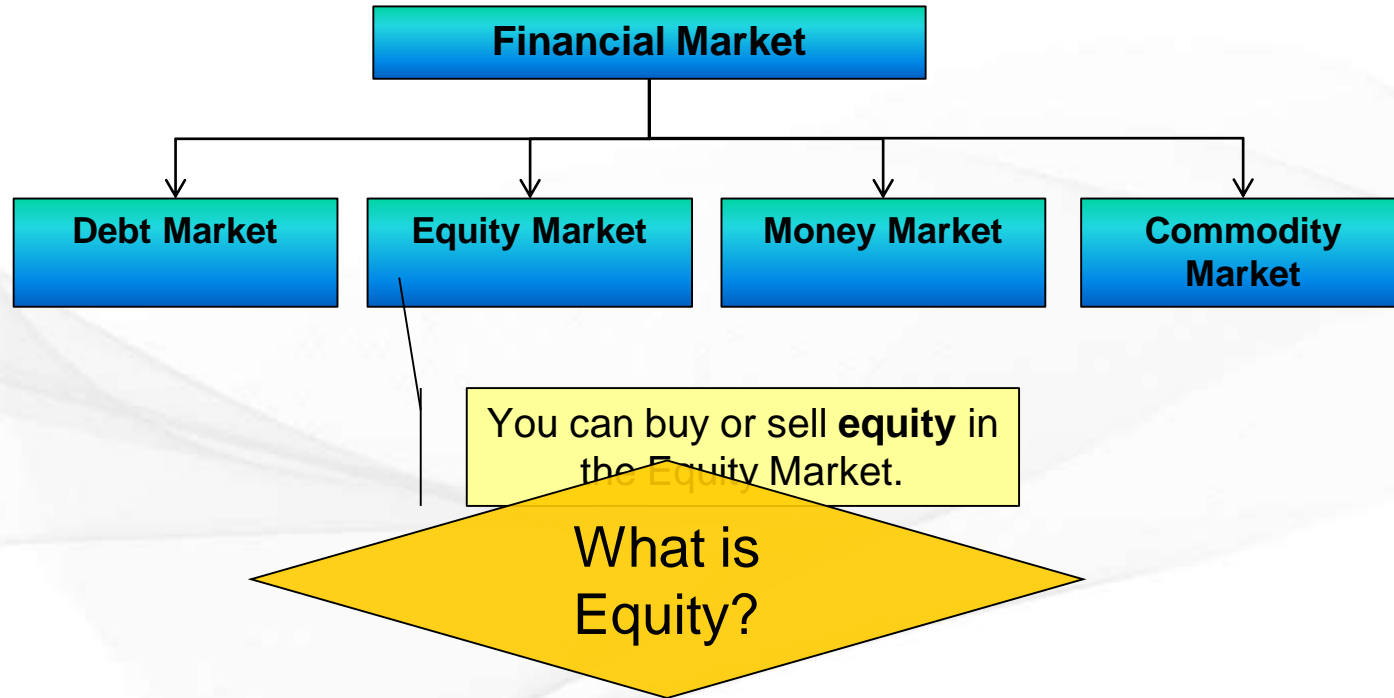 Financial Market
Debt Market
Equity Market
Money Market
Commodity
Market
You can buy or sell equity in
the Equity Market.
What is
Equity?